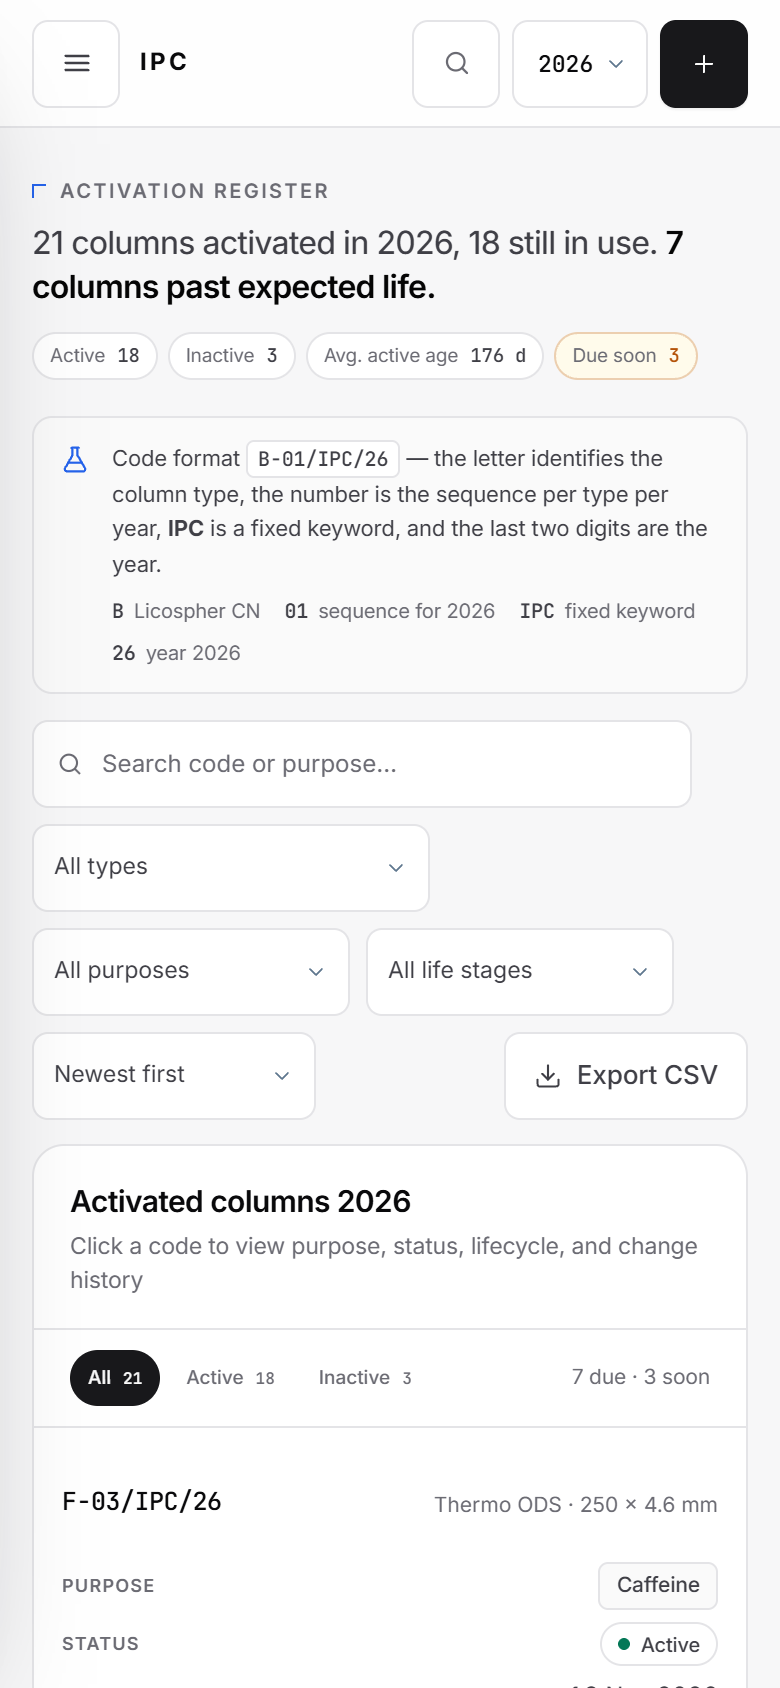 IPC
2026
ACTIVATION REGISTER
21 columns activated in 2026, 18 still in use. 7
columns past expected life.
Active 18
Inactive 3
Avg. active age 176 d
Due soon 3
Code format B-01/IPC/26 — the letter identifies the
column type, the number is the sequence per type per
year, IPC is a fixed keyword, and the last two digits are the
year.
B Licospher CN 01 sequence for 2026 IPC fixed keyword
26 year 2026
Search code or purpose...
All types
All purposes
All life stages
Newest first
Export CSV
Activated columns 2026
Click a code to view purpose, status, lifecycle, and change
history
All 21
Active 18
Inactive 3
7 due · 3 soon
F-03/IPC/26
Thermo ODS · 250 × 4.6 mm
PURPOSE
Caffeine
STATUS
Active